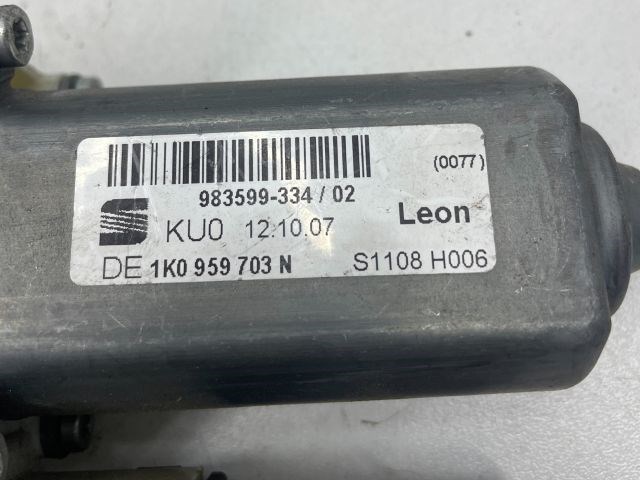 (0077)
983599-334 / 02
KU0 12.10.07 Leon
DE 1K0 959 703 N S1108 H006